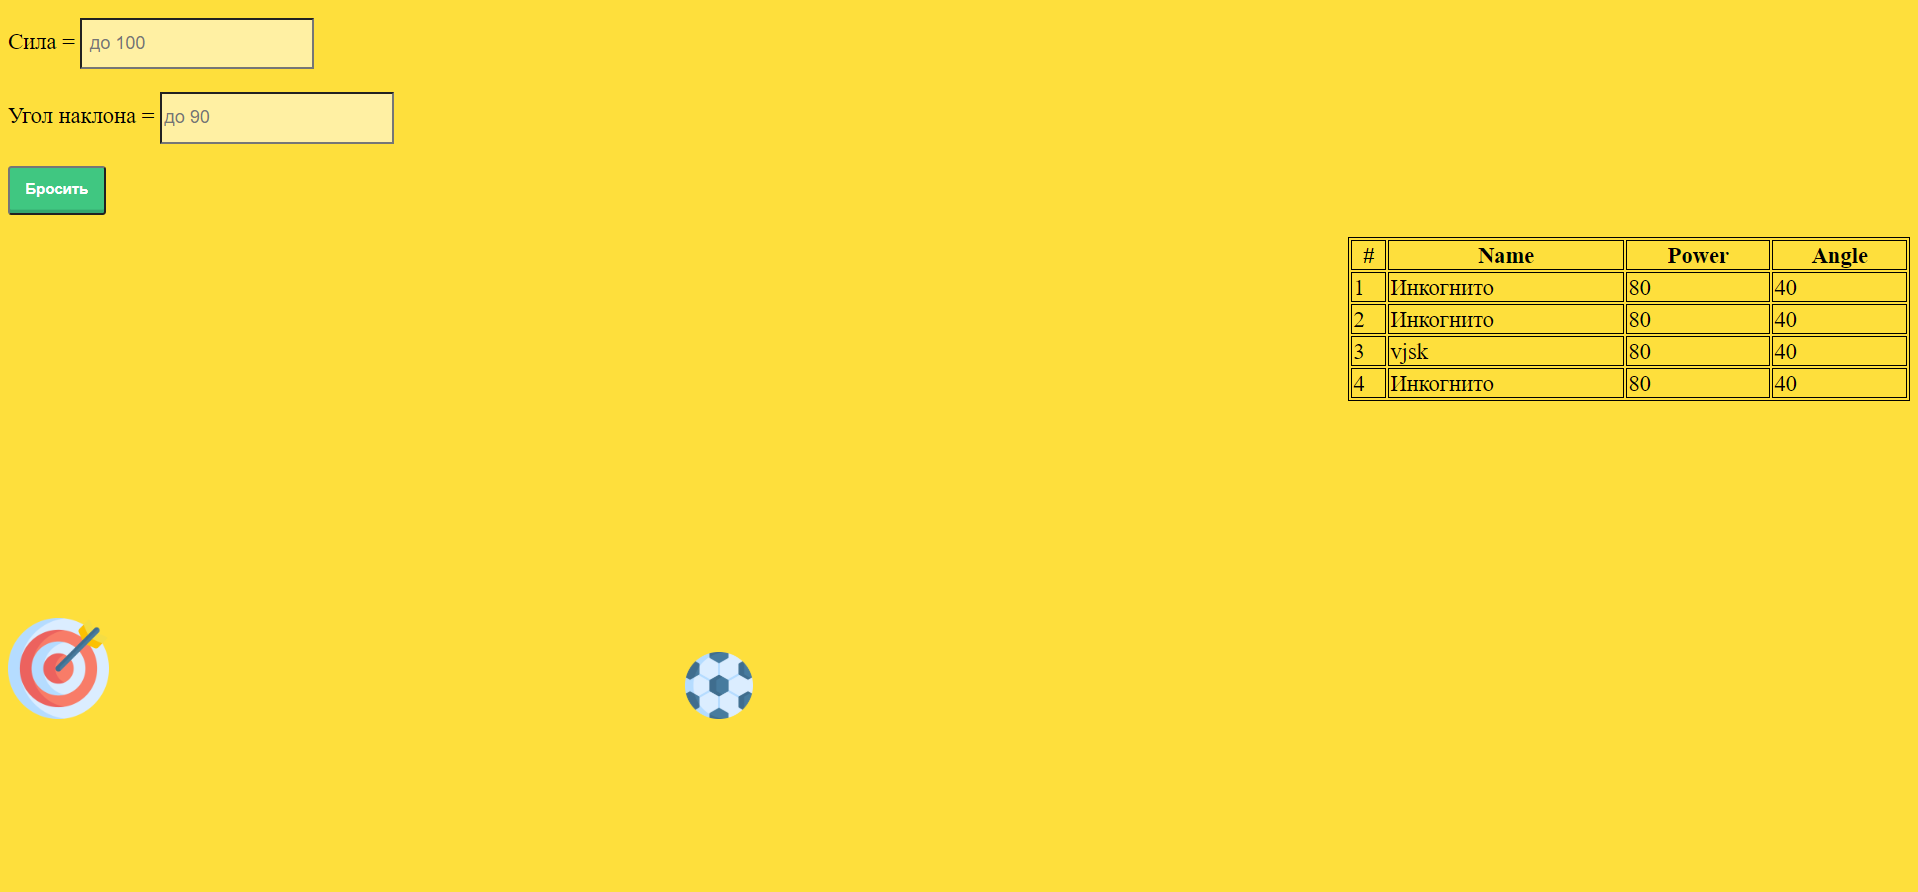 Сила = до 100
Угол наклона = до 90
Бросить
# Name Power Angle
1 Инкогнито 80 40
2 Инкогнито 80 40
3 vjsk 80 40
4 Инкогнито 80 40